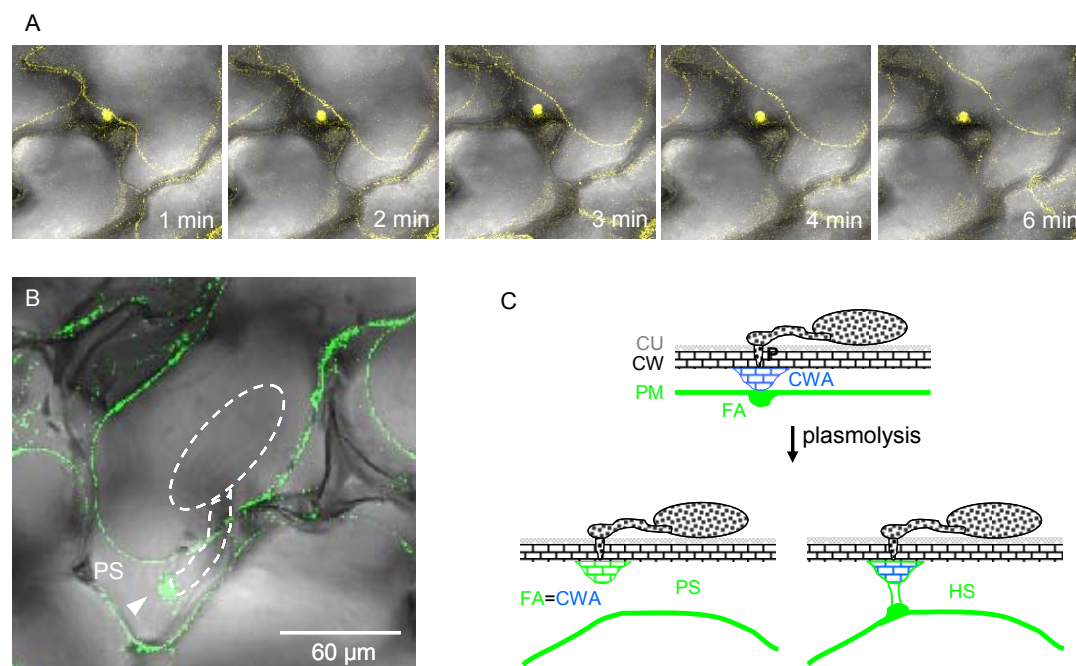 A
1 min
2 min
3 min
4 min
6 min
B
PS
60 µm
C
CU
CW
P
CWA
PM
FA
plasmolysis
FA=CWA
PS
HS